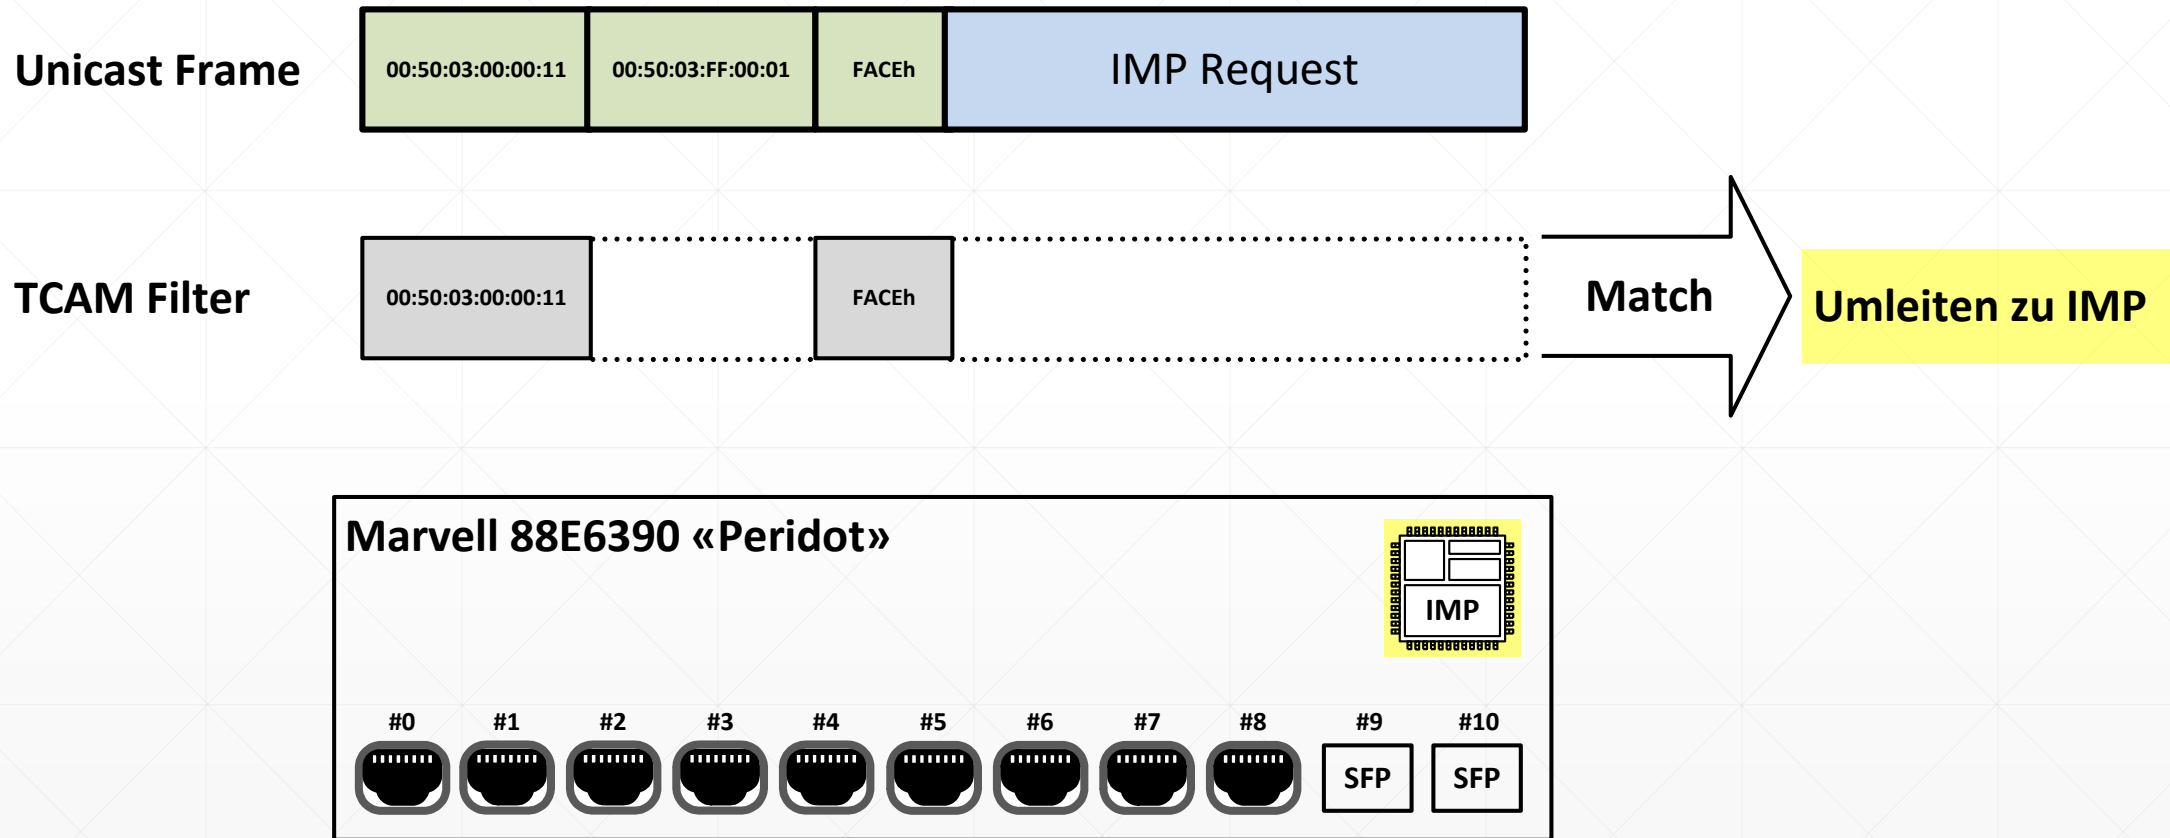 Unicast Frame
00:50:03:00:00:11
00:50:03:FF:00:01
FACEh
IMP Request
TCAM Filter
00:50:03:00:00:11
FACEh
Match
Umleiten zu IMP
Marvell 88E6390 «Peridot»
IMP
#0 #1 #2 #3 #4 #5 #6 #7 #8 #9 #10
SFP SFP